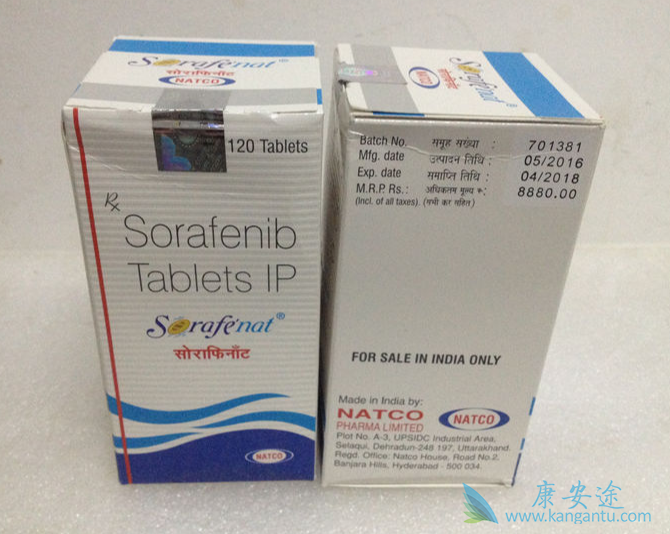 Sorafenat®
सोराफिनॉट
NATCO
120 Tablets
Rx
Sorafenib
Tablets IP
Sorafenat®
सोराफिनॉट
NATCO
Sorafenat®
सोराफिनॉट
NATCO
Batch No. समूह संख्या : 701381
Mfg. date उत्पादन तिथि : 05/2016
Exp. date समाप्ति तिथि : 04/2018
M.R.P. Rs.: अधिकतम मूल्य रु: 8880.00
(Incl. of all taxes). (सभी कर सहित)
FOR SALE IN INDIA ONLY
Made in India by:
NATCO
PHARMA LIMITED
NATCO
Plot No. A-3, UPSIDC Industrial Area,
Selaqui, Dehradun-248 197, Uttarakhand.
Regd. Office: Natco House, Road No.2,
Banjara Hills, Hyderabad - 500 034.
康安途
www.kangantu.com